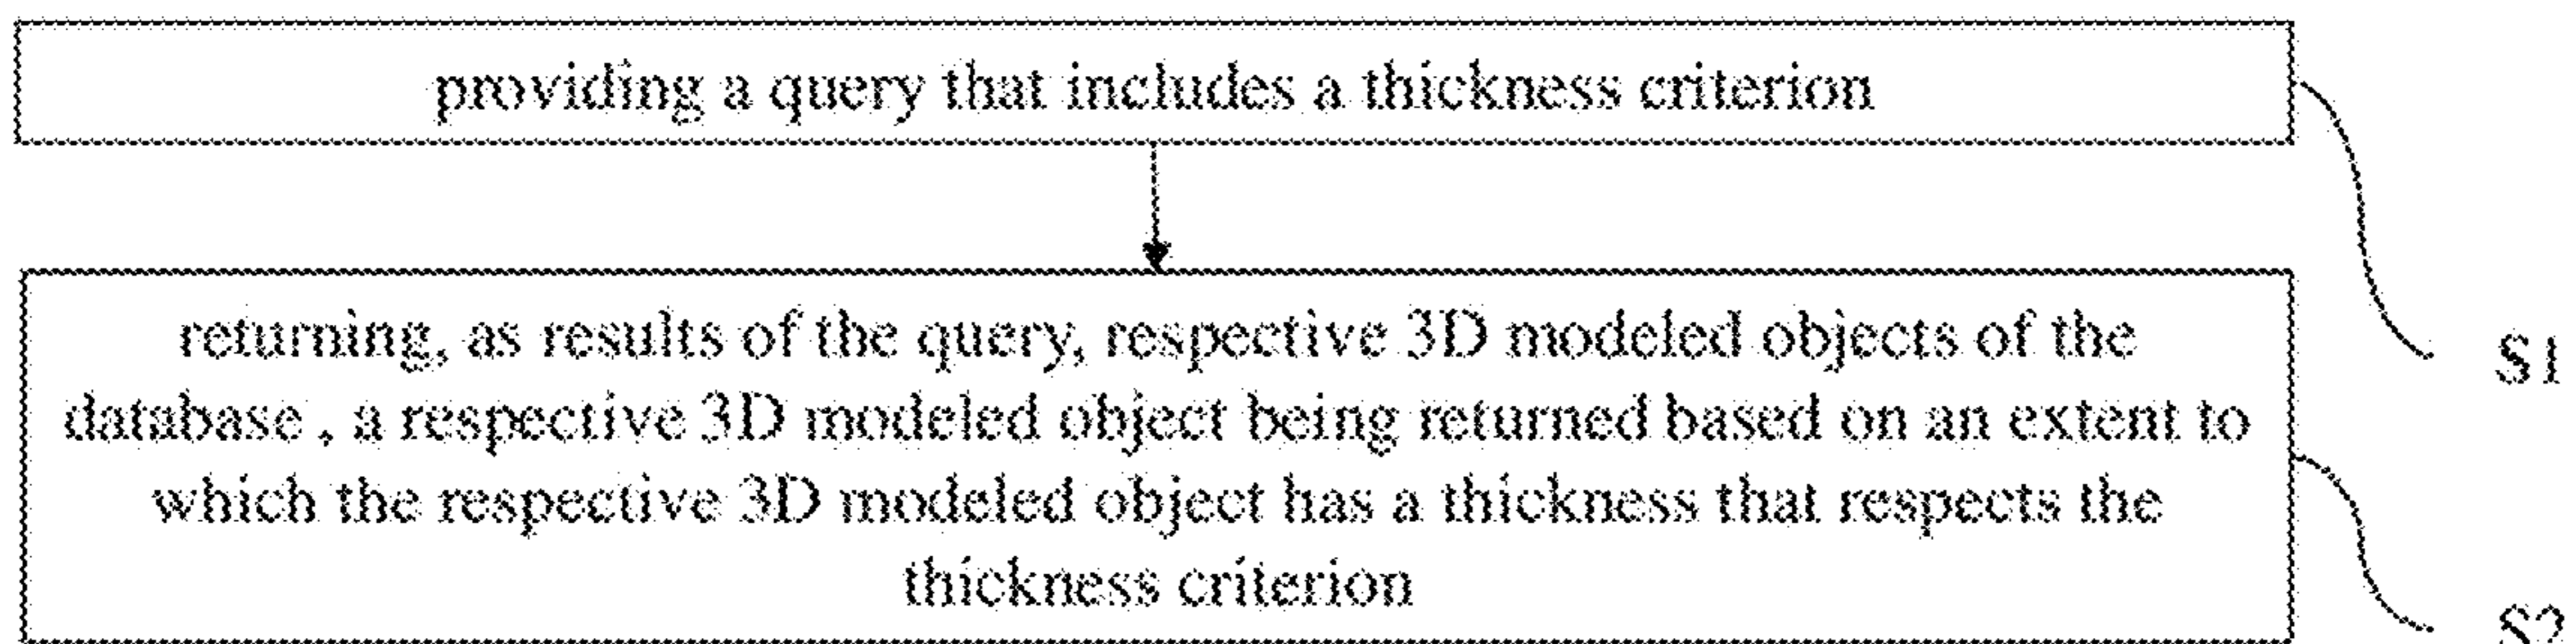 providing a query that includes a thickness criterion
returning, as results of the query, respective 3D modeled objects of the
database , a respective 3D modeled object being returned based on an extent to
which the respective 3D modeled object has a thickness that respects the
thickness criterion
S1
S2